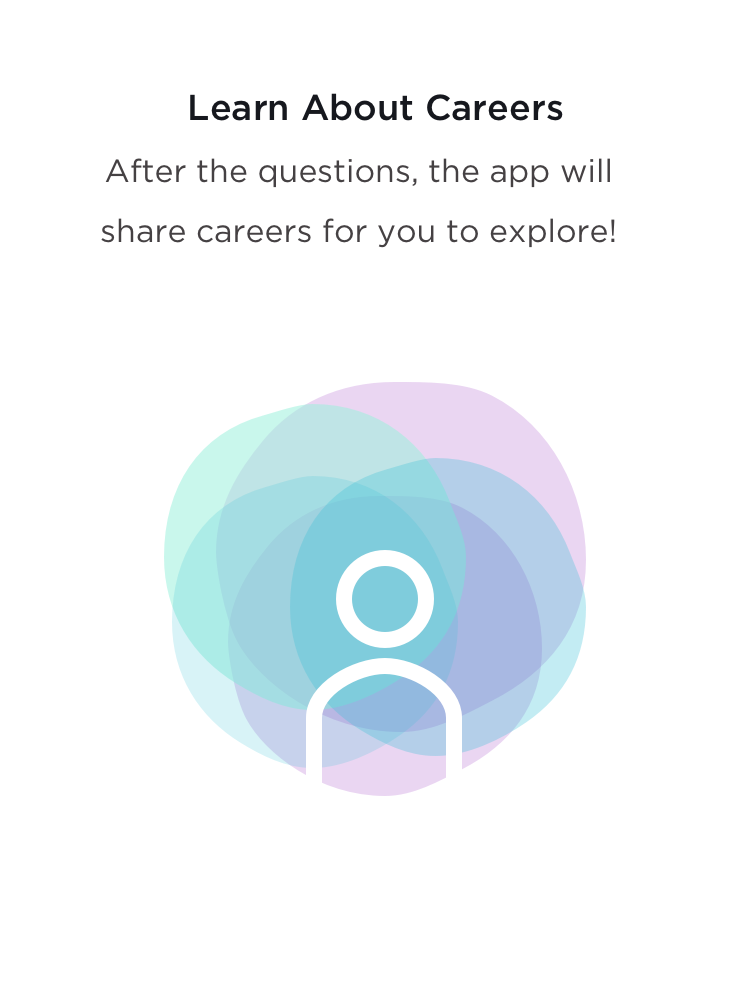 Learn About Careers
After the questions, the app will
share careers for you to explore!